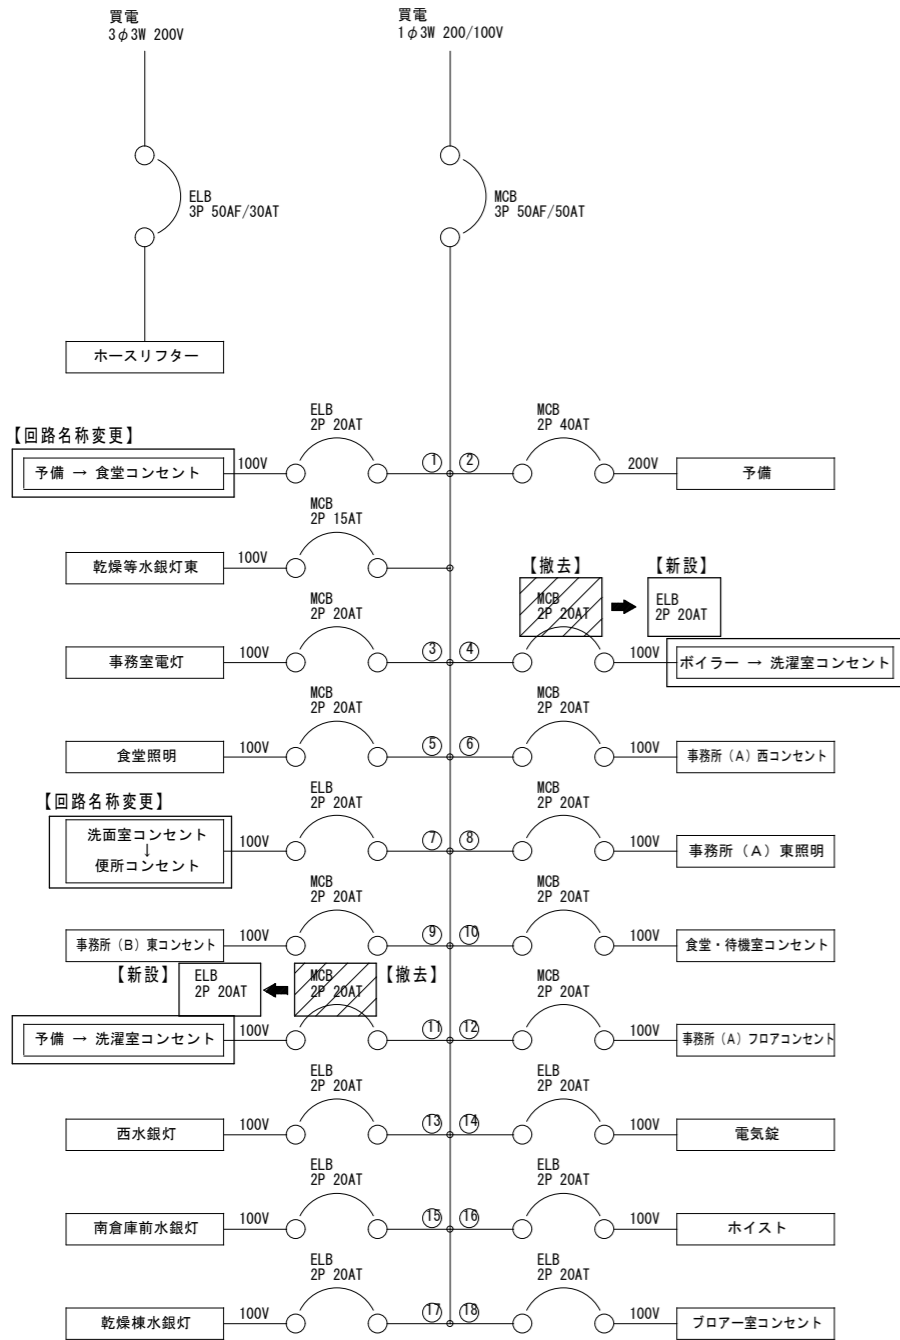 買電
3φ3W 200V
買電
1φ3W 200/100V
ELB
3P 50AF/30AT
MCB
3P 50AF/50AT
ホースリフター
【回路名称変更】
予備 → 食堂コンセント
100V
ELB
2P 20AT
①
②
MCB
2P 40AT
200V
予備
乾燥等水銀灯東
100V
MCB
2P 15AT
事務室電灯
100V
MCB
2P 20AT
③
④
【撤去】
MCB
2P 20AT
【新設】
ELB
2P 20AT
100V
ボイラー → 洗濯室コンセント
食堂照明
100V
MCB
2P 20AT
⑤
⑥
MCB
2P 20AT
100V
事務所(A)西コンセント
【回路名称変更】
洗面室コンセント
↓
便所コンセント
100V
ELB
2P 20AT
⑦
⑧
MCB
2P 20AT
100V
事務所(A)東照明
事務所(B)東コンセント
100V
MCB
2P 20AT
⑨
⑩
MCB
2P 20AT
100V
食堂・待機室コンセント
【新設】
ELB
2P 20AT
MCB
2P 20AT
【撤去】
予備 → 洗濯室コンセント
100V
⑪
⑫
MCB
2P 20AT
100V
事務所(A)フロアコンセント
西水銀灯
100V
ELB
2P 20AT
⑬
⑭
ELB
2P 20AT
100V
電気錠
南倉庫前水銀灯
100V
ELB
2P 20AT
⑮
⑯
ELB
2P 20AT
100V
ホイスト
乾燥棟水銀灯
100V
ELB
2P 20AT
⑰
⑱
ELB
2P 20AT
100V
ブロアー室コンセント